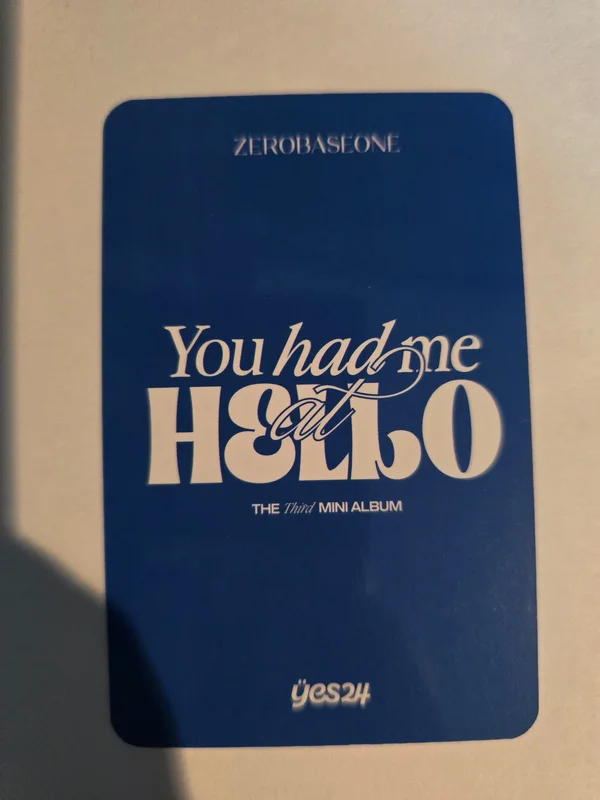 ZEROBASEONE
You had me
at
HELLO
THE Third MINI ALBUM
yes24